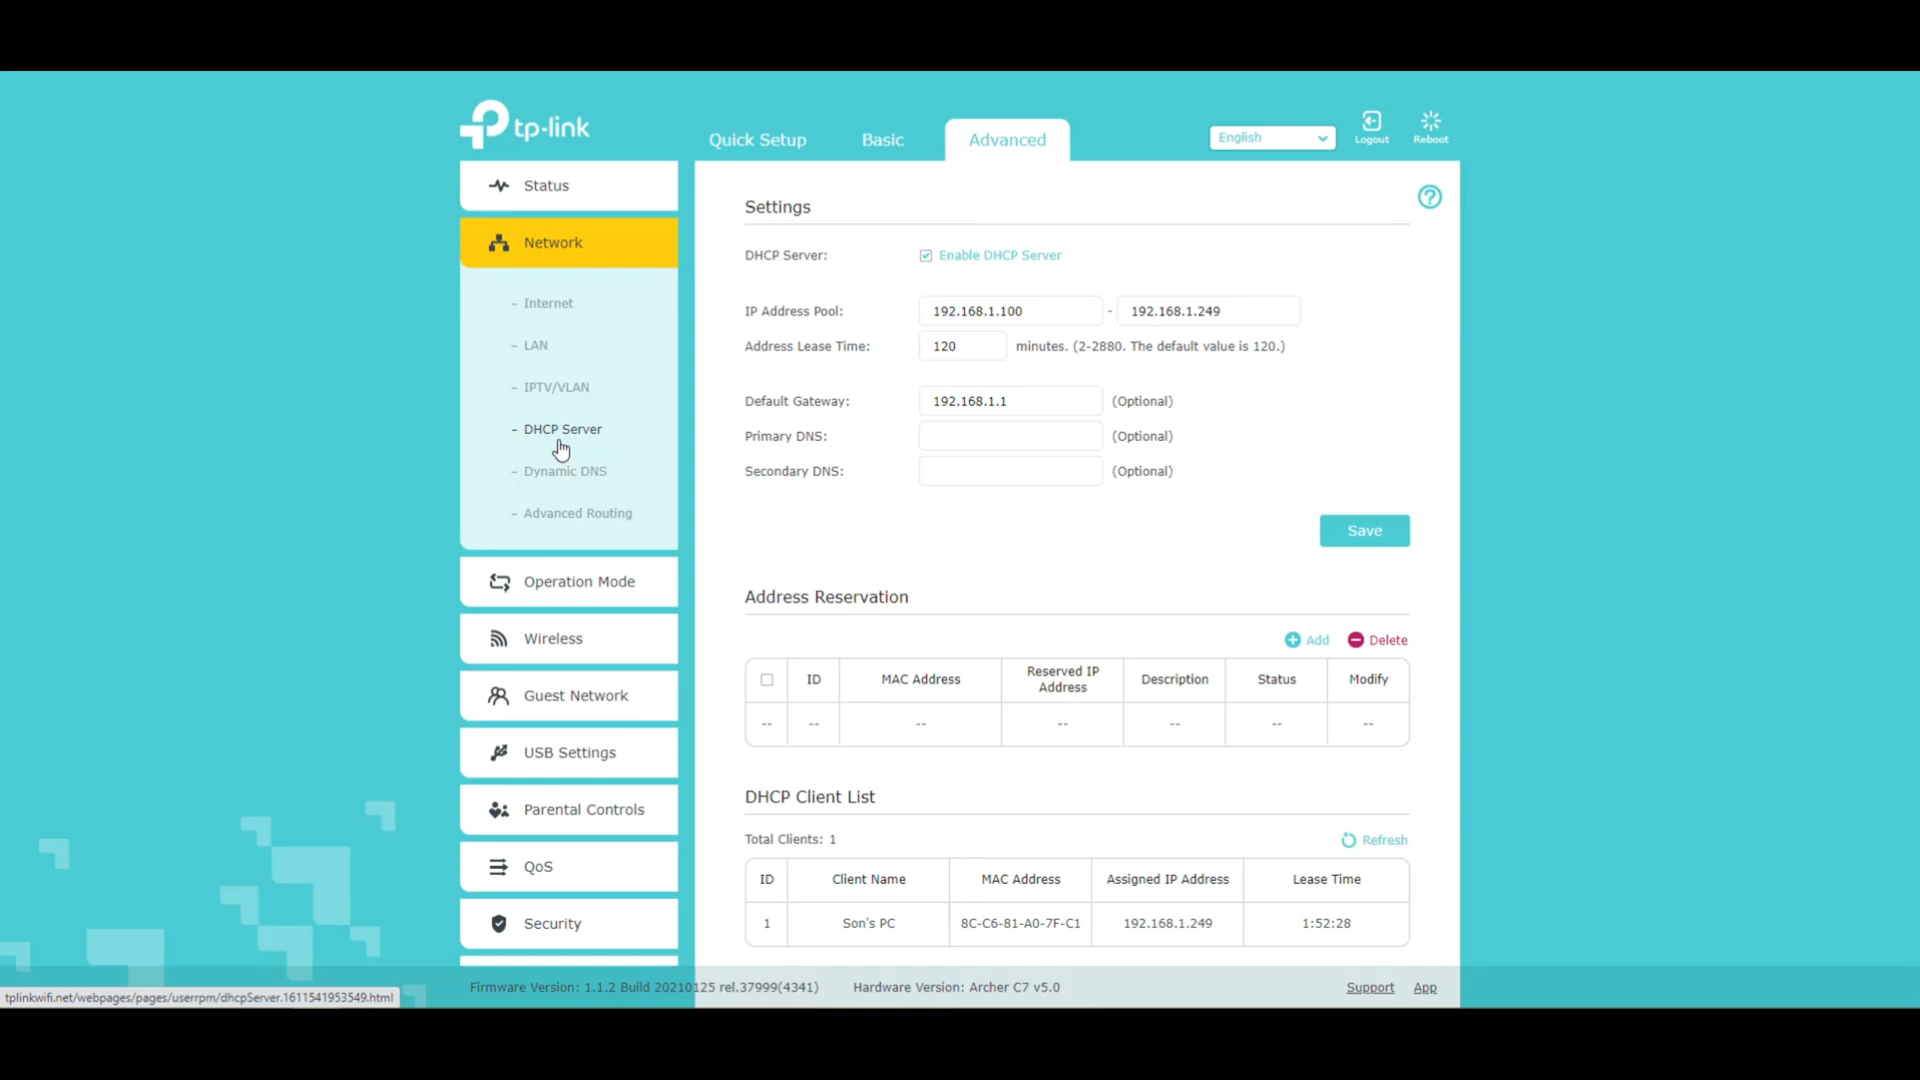 tp-link
Quick Setup
Basic
Advanced
English
Logout
Reboot
Status
Network
- Internet
- LAN
- IPTV/VLAN
- DHCP Server
- Dynamic DNS
- Advanced Routing
Operation Mode
Wireless
Guest Network
USB Settings
Parental Controls
QoS
Security
Settings
DHCP Server: Enable DHCP Server
IP Address Pool: 192.168.1.100 - 192.168.1.249
Address Lease Time: 120 minutes. (2-2880. The default value is 120.)
Default Gateway: 192.168.1.1 (Optional)
Primary DNS: (Optional)
Secondary DNS: (Optional)
Save
Address Reservation
Add Delete
ID MAC Address Reserved IP Address Description Status Modify
-- -- -- -- -- -- --
DHCP Client List
Total Clients: 1 Refresh
ID Client Name MAC Address Assigned IP Address Lease Time
1 Son's PC 8C-C6-81-A0-7F-C1 192.168.1.249 1:52:28
Firmware Version: 1.1.2 Build 20210125 rel.37999(4341) Hardware Version: Archer C7 v5.0 Support App
tplinkwifi.net/webpages/pages/userrpm/dhcpServer.1611541953549.html